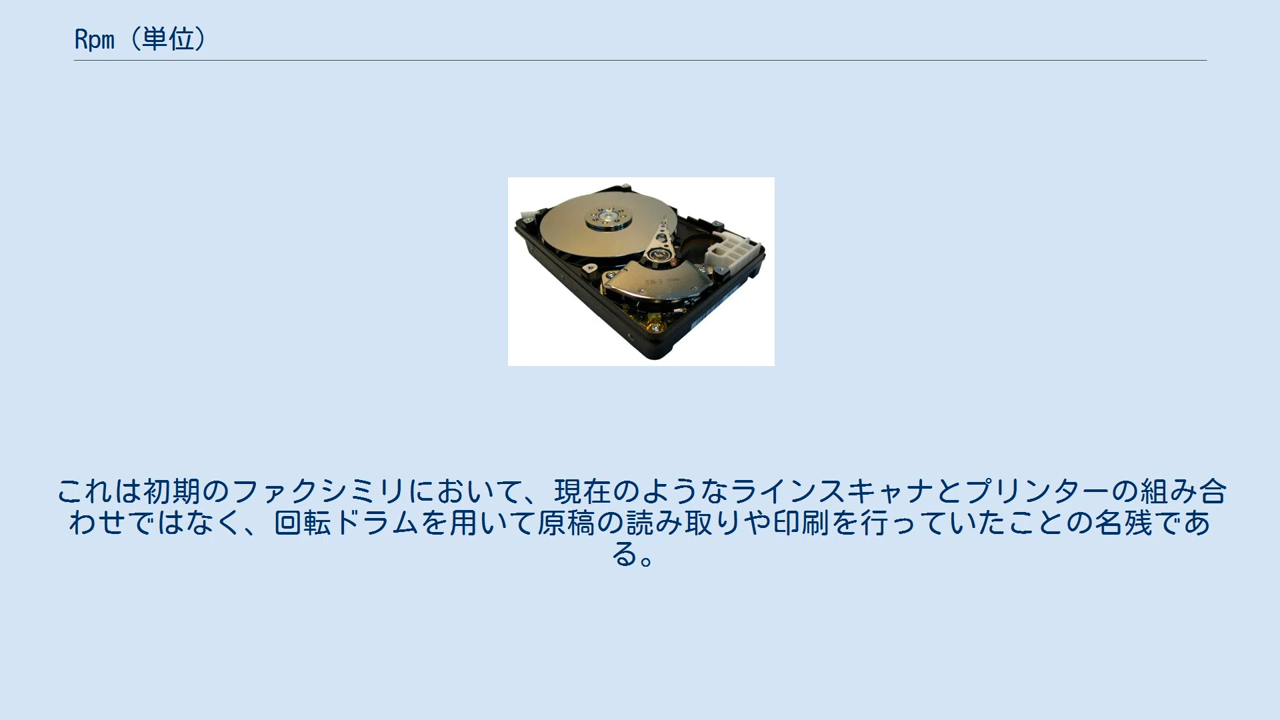 Rpm（単位）
これは初期のファクシミリにおいて、現在のようなラインスキャナとプリンターの組み合
わせではなく、回転ドラムを用いて原稿の読み取りや印刷を行っていたことの名残であ
る。